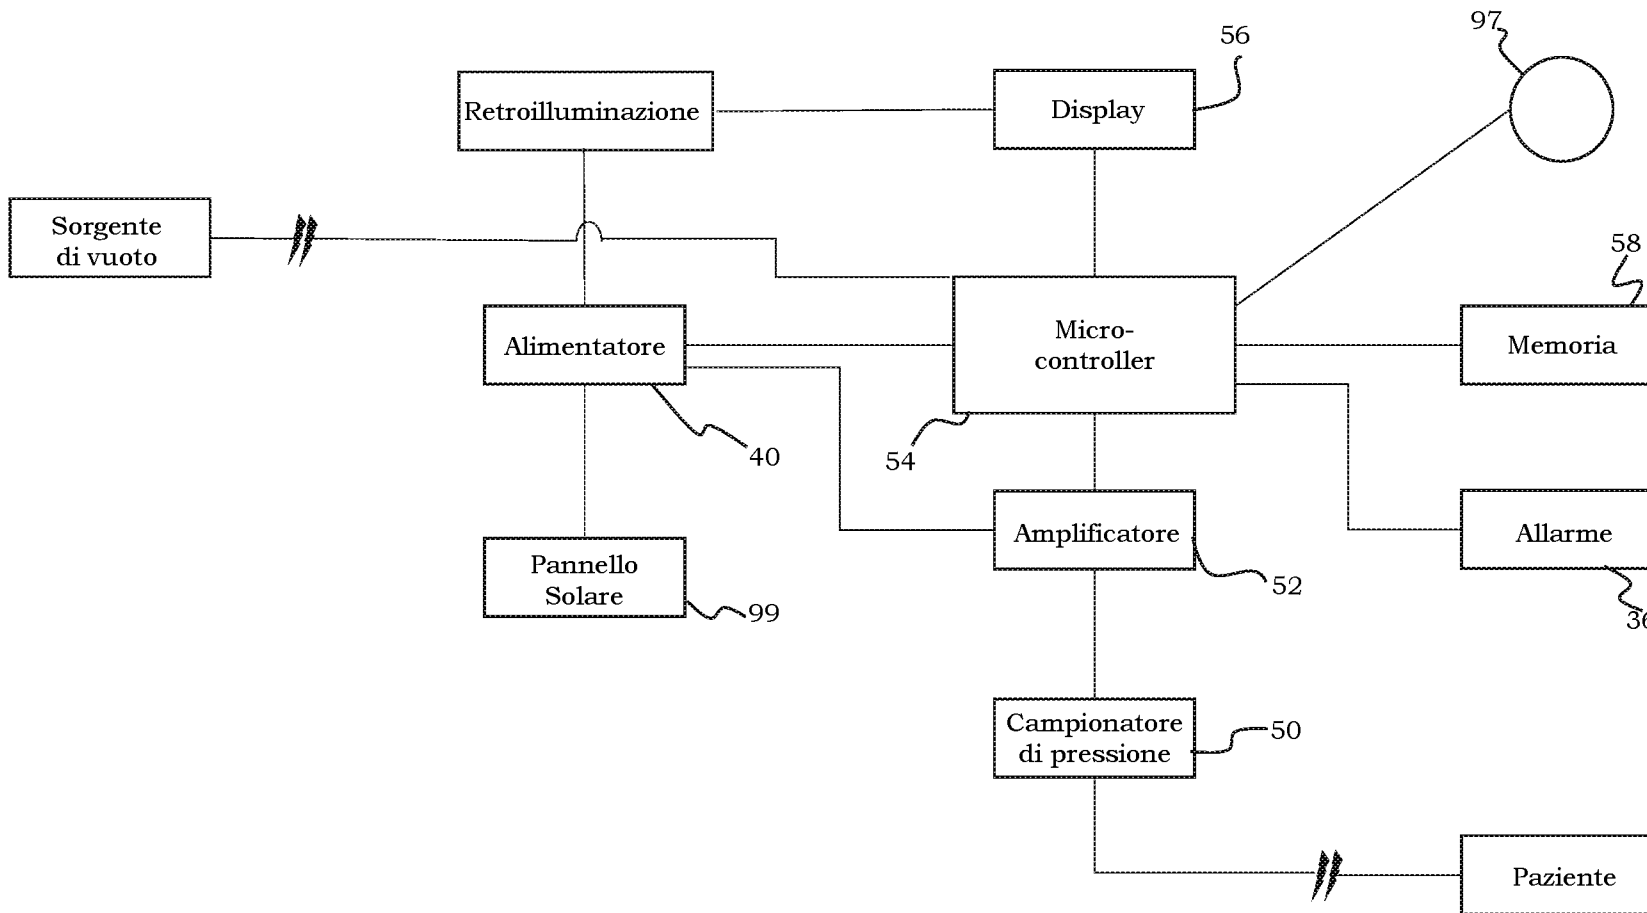 97
56
Retroilluminazione
Display
Sorgente
di vuoto
58
Micro-
controller
Alimentatore
Memoria
40
54
Amplificatore
Allarme
Pannello
Solare
52
99
36
Campionatore
di pressione
50
Paziente